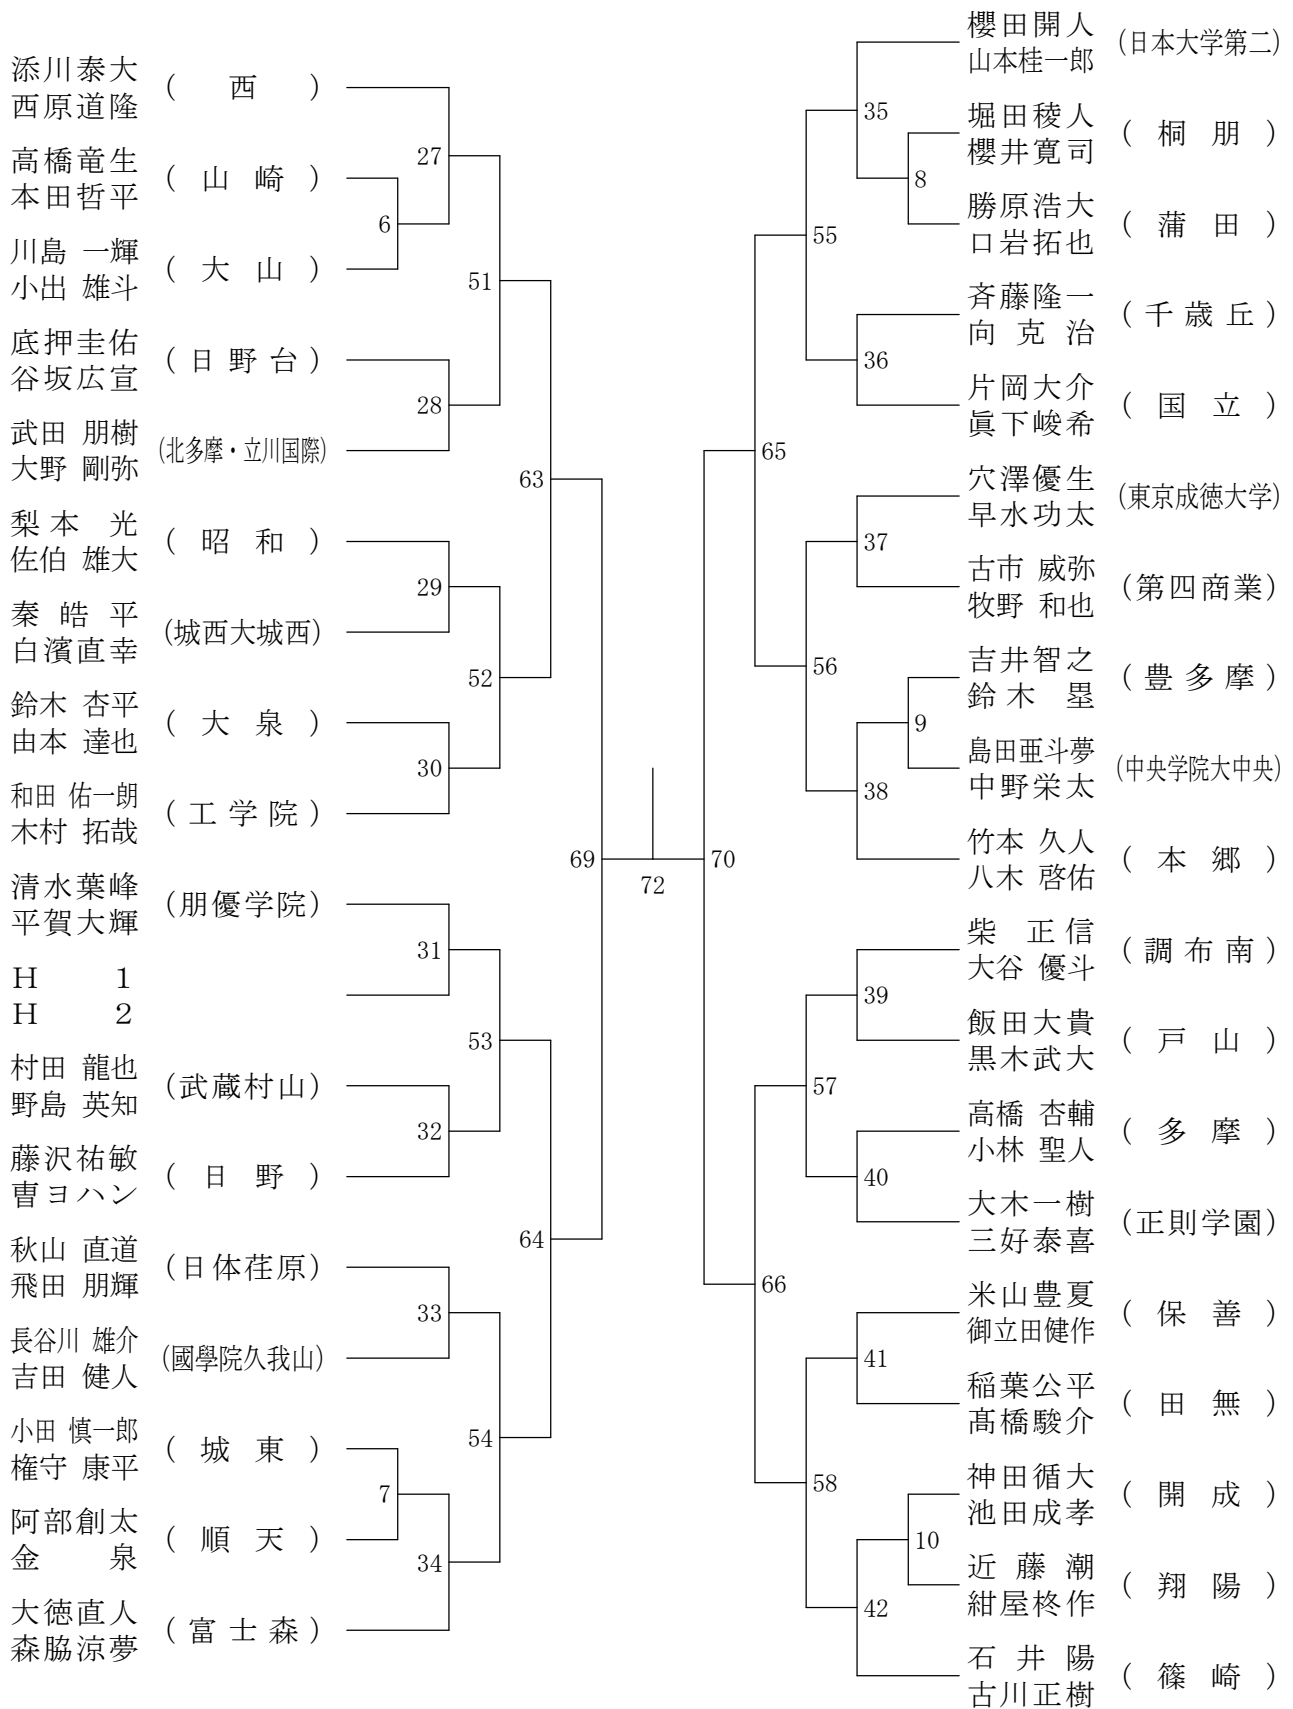 添川泰大
西原道隆
( 西 )
高橋竜生
本田哲平
( 山 崎 )
川島 一輝
小出 雄斗
( 大 山 )
底押圭佑
谷坂広宣
( 日 野 台 )
武田 朋樹
大野 剛弥
(北多摩・立川国際)
梨本 光
佐伯 雄大
( 昭 和 )
秦 皓 平
白濱直幸
(城西大城西)
鈴木 杏平
由本 達也
( 大 泉 )
和田 佑一朗
木村 拓哉
( 工 学 院 )
清水葉峰
平賀大輝
(朋優学院)
H 1
H 2
村田 龍也
野島 英知
(武蔵村山)
藤沢祐敏
曺ヨハン
( 日 野 )
秋山 直道
飛田 朋輝
(日体荏原)
長谷川 雄介
吉田 健人
(國學院久我山)
小田 慎一郎
権守 康平
( 城 東 )
阿部創太
金 泉
( 順 天 )
大徳直人
森脇涼夢
( 富 士 森 )
27
6
51
28
63
29
52
30
69
31
53
32
64
33
54
7
34
72
70
35
8
55
36
65
37
56
9
38
39
57
40
66
41
58
10
42
櫻田開人
山本桂一郎
(日本大学第二)
堀田稜人
櫻井寛司
( 桐 朋 )
勝原浩大
口岩拓也
( 蒲 田 )
斉藤隆一
向 克 治
( 千 歳 丘 )
片岡大介
眞下峻希
( 国 立 )
穴澤優生
早水功太
(東京成徳大学)
古市 威弥
牧野 和也
(第四商業)
吉井智之
鈴木 塁
( 豊 多 摩 )
島田亜斗夢
中野栄太
(中央学院大中央)
竹本 久人
八木 啓佑
( 本 郷 )
柴 正信
大谷 優斗
( 調 布 南 )
飯田大貴
黒木武大
( 戸 山 )
高橋 杏輔
小林 聖人
( 多 摩 )
大木一樹
三好泰喜
(正則学園)
米山豊夏
御立田健作
( 保 善 )
稲葉公平
髙橋駿介
( 田 無 )
神田循大
池田成孝
( 開 成 )
近 藤 潮
紺屋柊作
( 翔 陽 )
石 井 陽
古川正樹
( 篠 崎 )